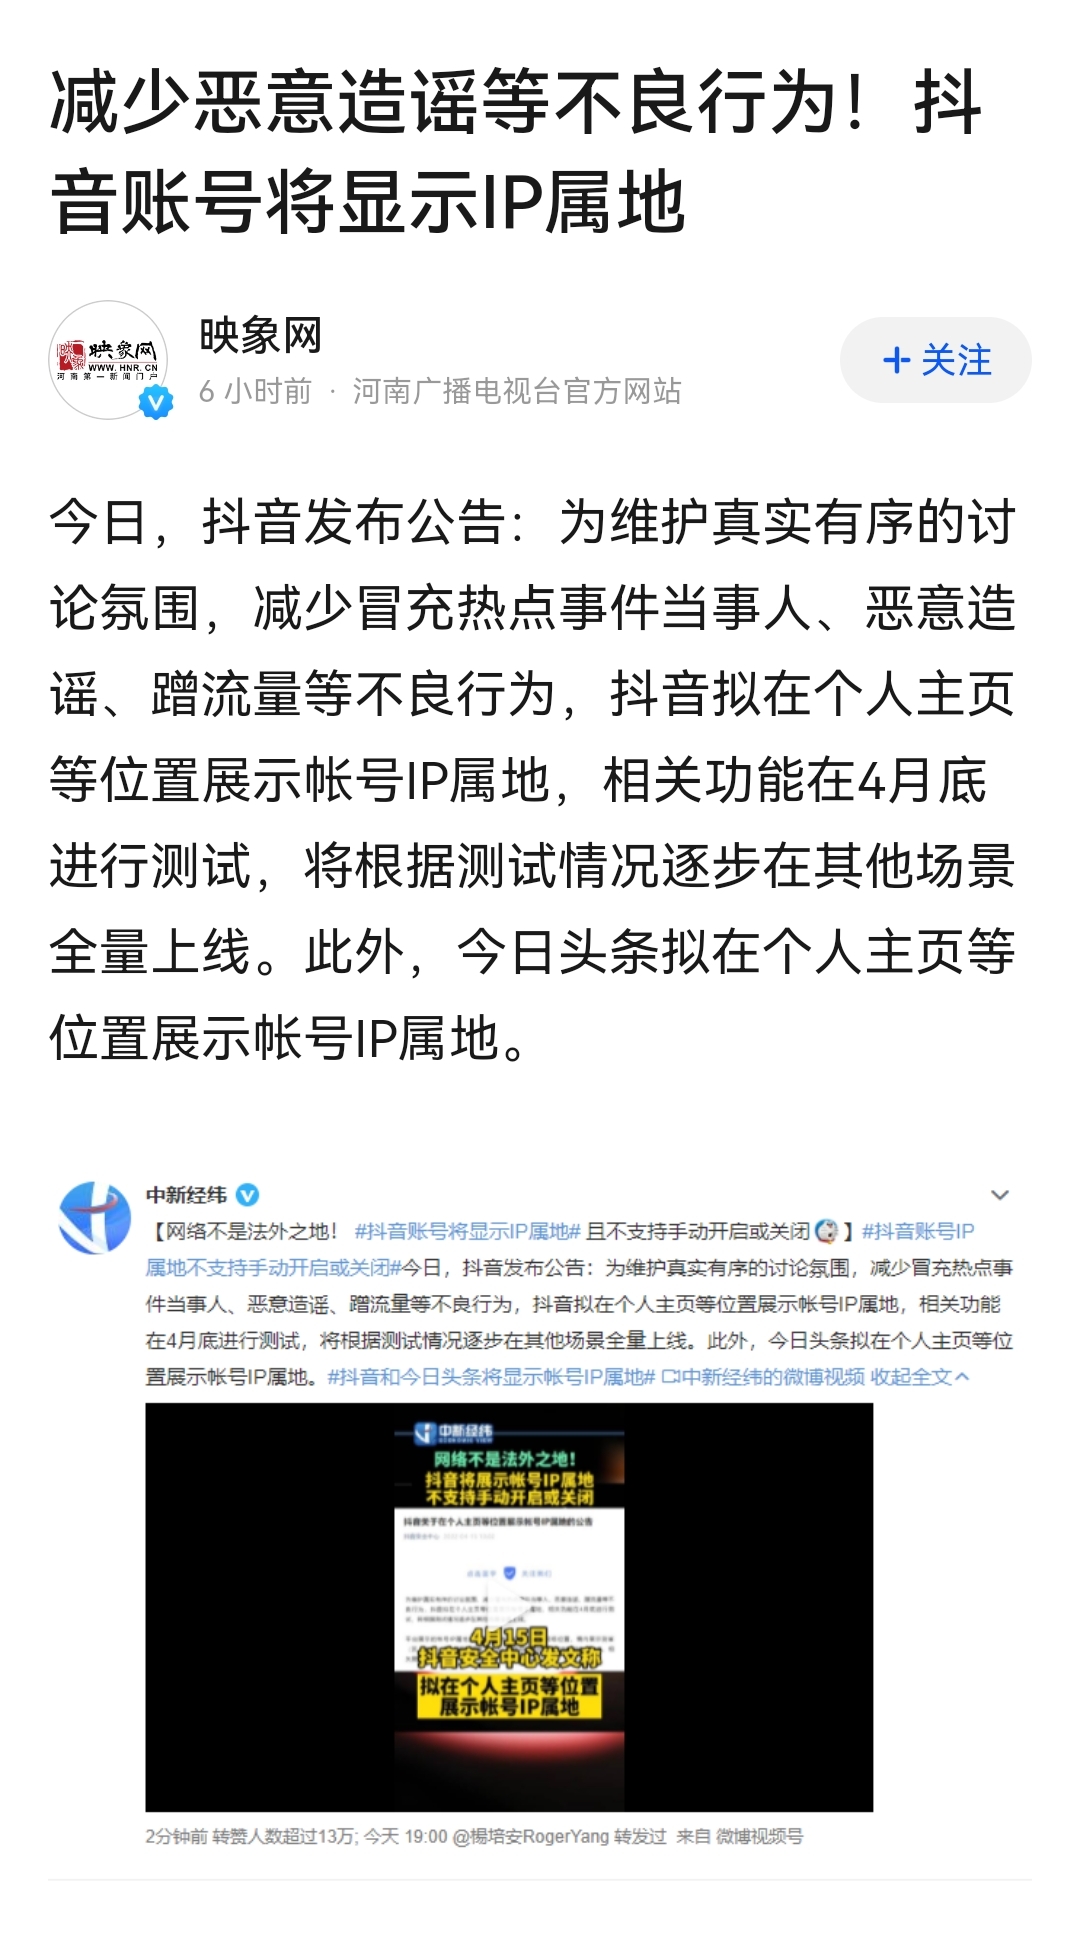 减少恶意造谣等不良行为！抖
音账号将显示IP属地
映象网
WWW.HNR.CN
河南第一新闻门户
映象网
6 小时前 · 河南广播电视台官方网站
+ 关注
今日，抖音发布公告：为维护真实有序的讨
论氛围，减少冒充热点事件当事人、恶意造
谣、蹭流量等不良行为，抖音拟在个人主页
等位置展示帐号IP属地，相关功能在4月底
进行测试，将根据测试情况逐步在其他场景
全量上线。此外，今日头条拟在个人主页等
位置展示帐号IP属地。
中新经纬
【网络不是法外之地！ #抖音账号将显示IP属地# 且不支持手动开启或关闭】#抖音账号IP
属地不支持手动开启或关闭#今日，抖音发布公告：为维护真实有序的讨论氛围，减少冒充热点事
件当事人、恶意造谣、蹭流量等不良行为，抖音拟在个人主页等位置展示帐号IP属地，相关功能
在4月底进行测试，将根据测试情况逐步在其他场景全量上线。此外，今日头条拟在个人主页等位
置展示帐号IP属地。#抖音和今日头条将显示帐号IP属地# 中新经纬的微博视频 收起全文
中新经纬
网络不是法外之地！
抖音将展示帐号IP属地
不支持手动开启或关闭
抖音关于在个人主页等位置展示帐号IP属地的公告
4月15日
抖音安全中心发文称
拟在个人主页等位置
展示帐号IP属地
2分钟前 转赞人数超过13万; 今天 19:00 @楊培安RogerYang 转发过 来自 微博视频号